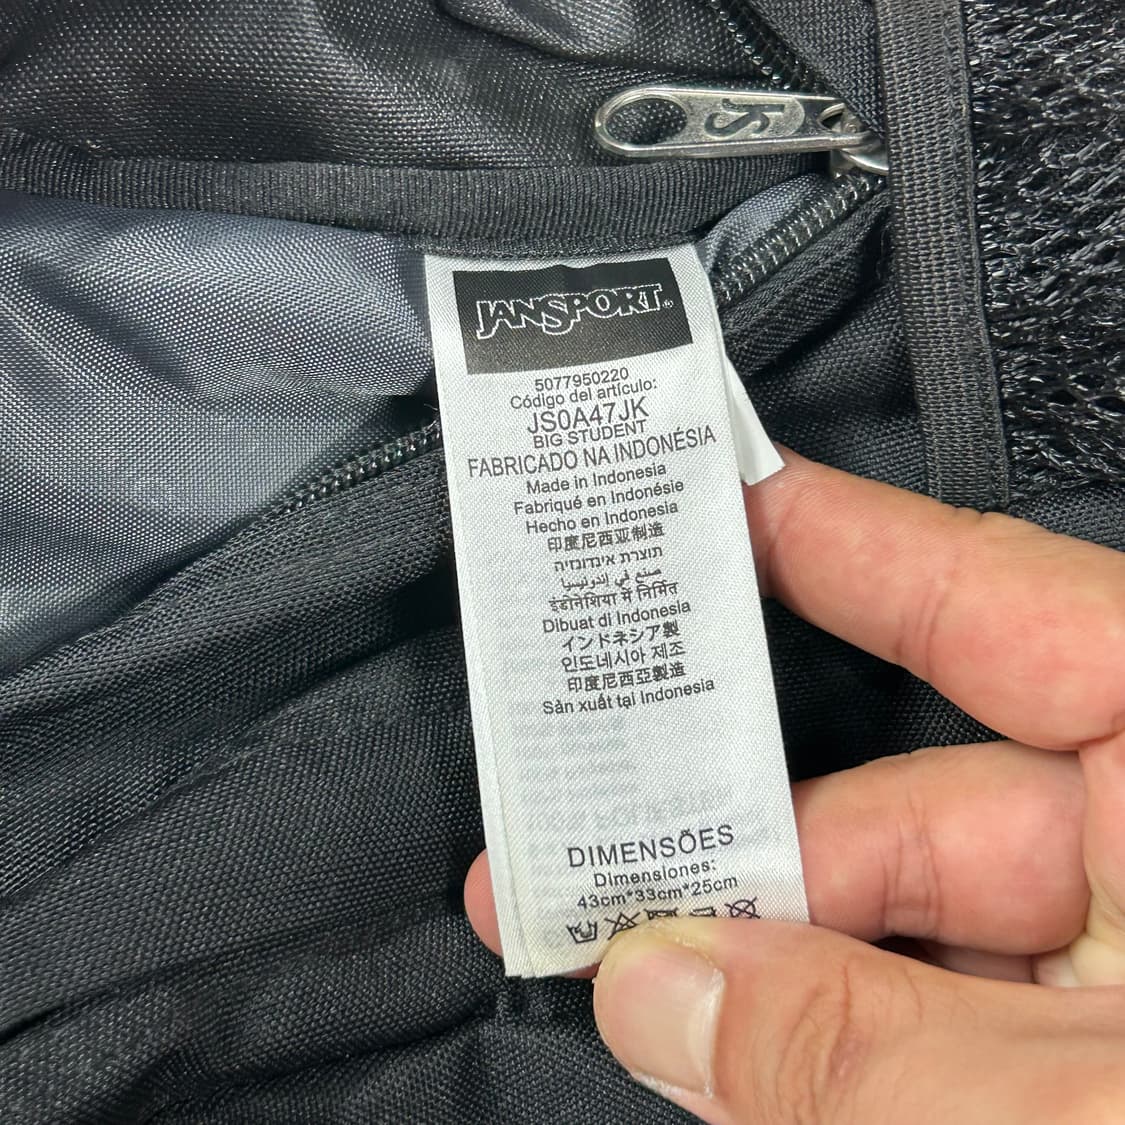 JS
JANSPORT®
5077950220
Código del artículo:
JS0A47JK
BIG STUDENT
FABRICADO NA INDONÉSIA
Made in Indonesia
Fabriqué en Indonésie
Hecho en Indonesia
印度尼西亚制造
תוצרת אינדונזיה
صنع في إندونيسيا
इंडोनेशिया में निर्मित
Dibuat di Indonesia
インドネシア製
인도네시아 제조
印度尼西亞製造
Sản xuất tại Indonesia
DIMENSÕES
Dimensiones:
43cm*33cm*25cm